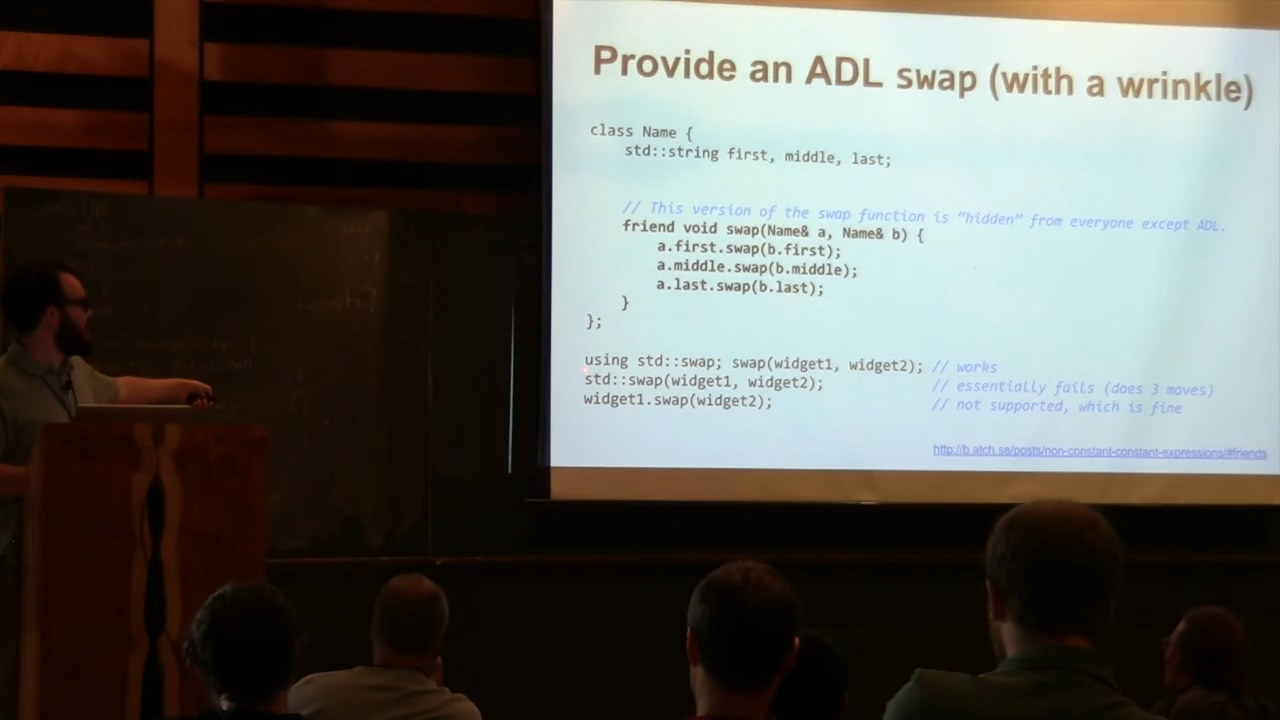 Provide an ADL swap (with a wrinkle)
class Name {
std::string first, middle, last;
// This version of the swap function is “hidden” from everyone except ADL.
friend void swap(Name& a, Name& b) {
a.first.swap(b.first);
a.middle.swap(b.middle);
a.last.swap(b.last);
}
};
using std::swap; swap(widget1, widget2); // works
std::swap(widget1, widget2); // essentially fails (does 3 moves)
widget1.swap(widget2); // not supported, which is fine
http://b.atch.se/posts/non-constant-constant-expressions/#friends